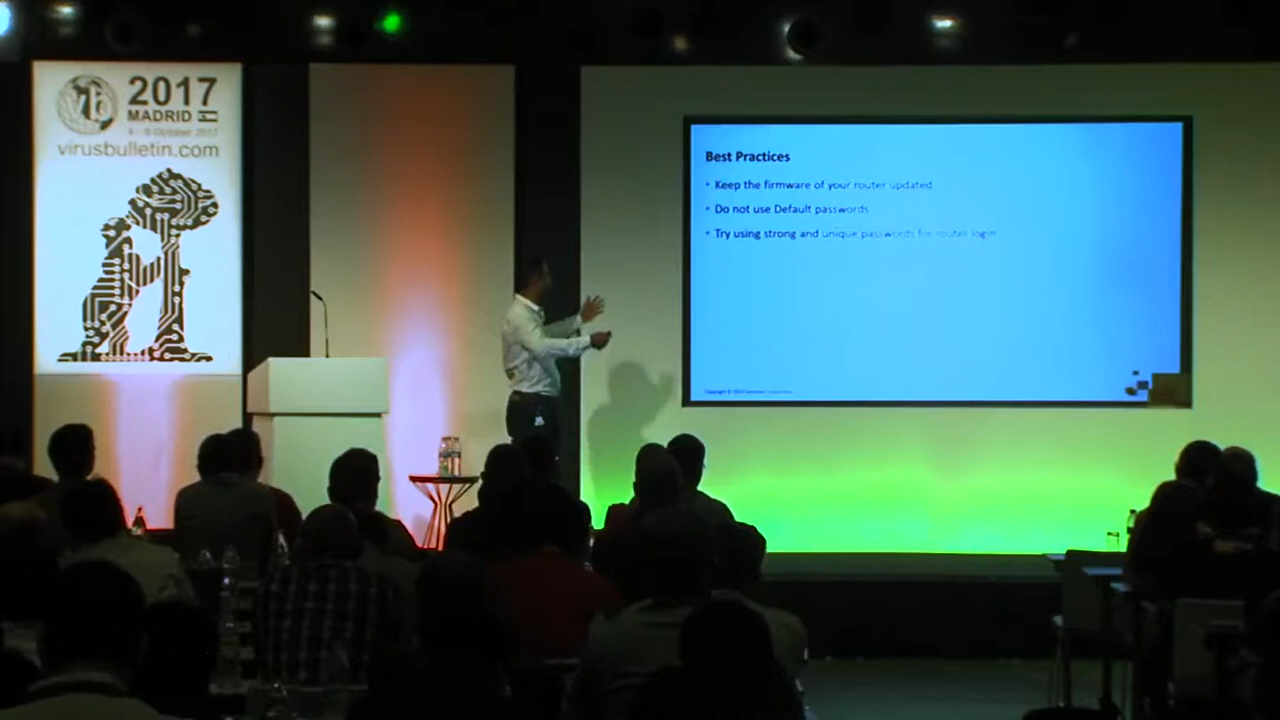 vb
2017
MADRID
4 - 6 October 2017
virusbulletin.com
Best Practices
• Keep the firmware of your router updated
• Do not use Default passwords
• Try using strong and unique passwords for router login